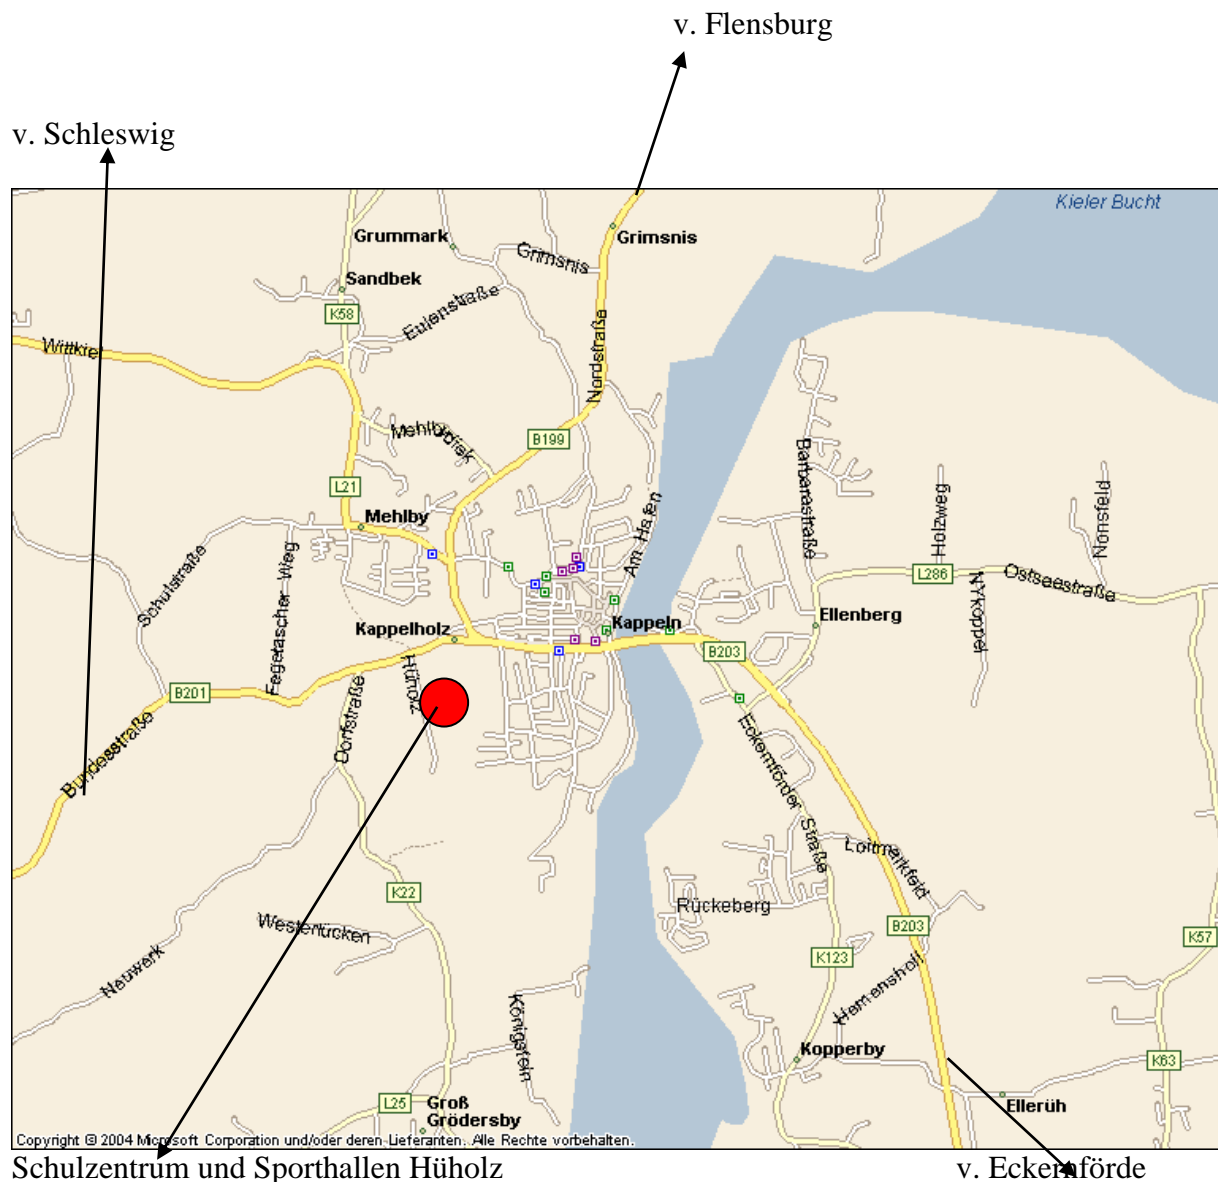 v. Flensburg
v. Schleswig
Kieler Bucht
Grimsnis
Grummark
Grimsnis
Sandbek
K58
Eulenstraße
Wittkiel
Nordstraße
Mehlbydiek
B199
Barbarastraße
L21
Holzweg
Nonsfeld
Mehlby
Am Hafen
Schulstraße
Fegetascher Weg
L286
Ostseestraße
NYKöppel
Ellenberg
Kappelholz
Kappeln
B203
B201
Hüholz
Dorfstraße
Bundesstraße
Eckernförder Straße
Loitmarkfeld
K22
Rückeberg
Westerlücken
B203
K57
Neuwerk
K123
Hemenshoff
Königstein
Kopperby
K63
L25
Groß
Grödersby
Ellerüh
Copyright © 2004 Microsoft Corporation und/oder deren Lieferanten. Alle Rechte vorbehalten.
Schulzentrum und Sporthallen Hüholz
v. Eckernförde